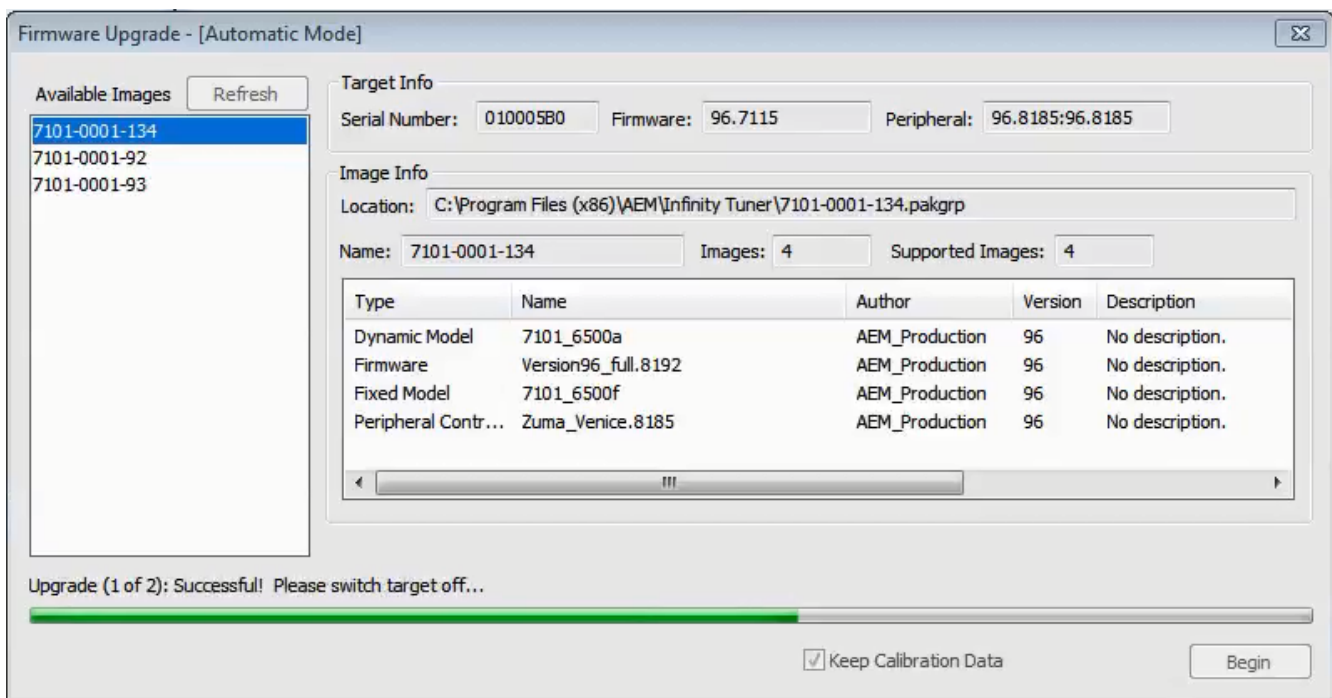 Firmware Upgrade - [Automatic Mode]
Available Images Refresh
7101-0001-134
7101-0001-92
7101-0001-93
Target Info
Serial Number: 010005B0 Firmware: 96.7115 Peripheral: 96.8185:96.8185
Image Info
Location: C:\Program Files (x86)\AEM\Infinity Tuner\7101-0001-134.pakgrp
Name: 7101-0001-134 Images: 4 Supported Images: 4
Type Name Author Version Description
Dynamic Model 7101_6500a AEM_Production 96 No description.
Firmware Version96_full.8192 AEM_Production 96 No description.
Fixed Model 7101_6500f AEM_Production 96 No description.
Peripheral Contr... Zuma_Venice.8185 AEM_Production 96 No description.
Upgrade (1 of 2): Successful! Please switch target off...
Keep Calibration Data
Begin